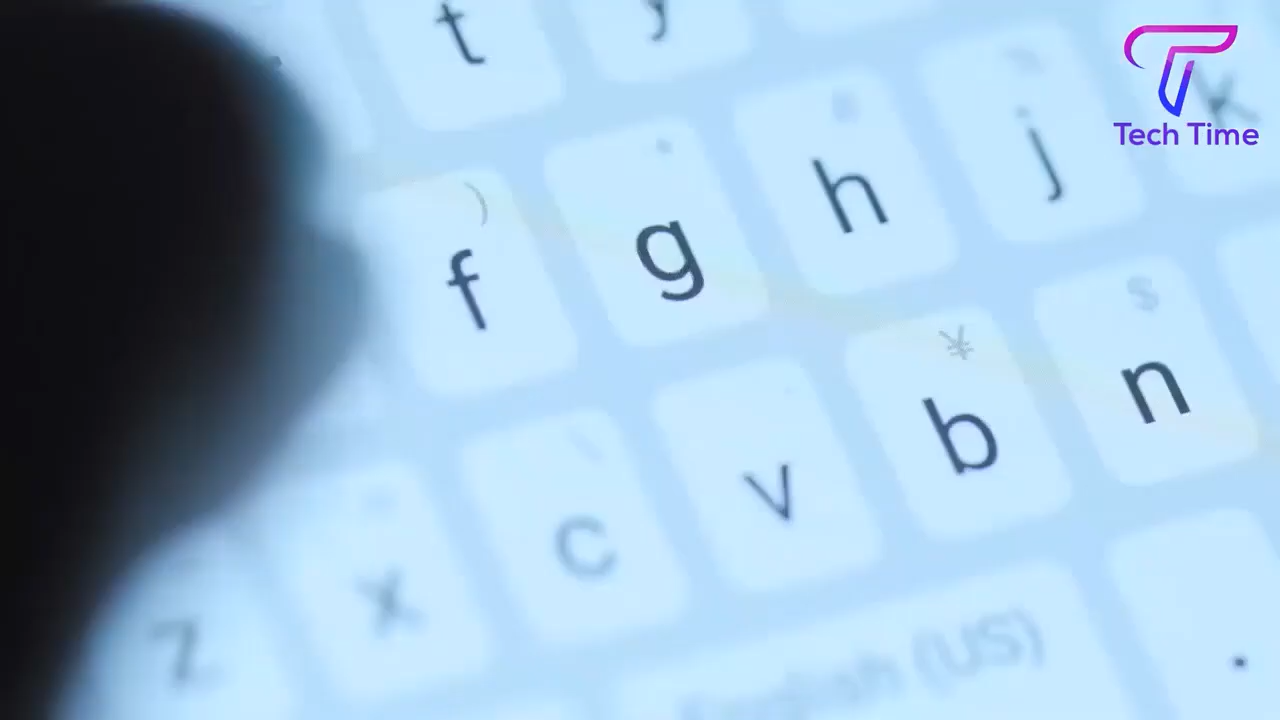 t y
f g h j k
) ¥ $
z x c v b n
English (US) .
Tech Time